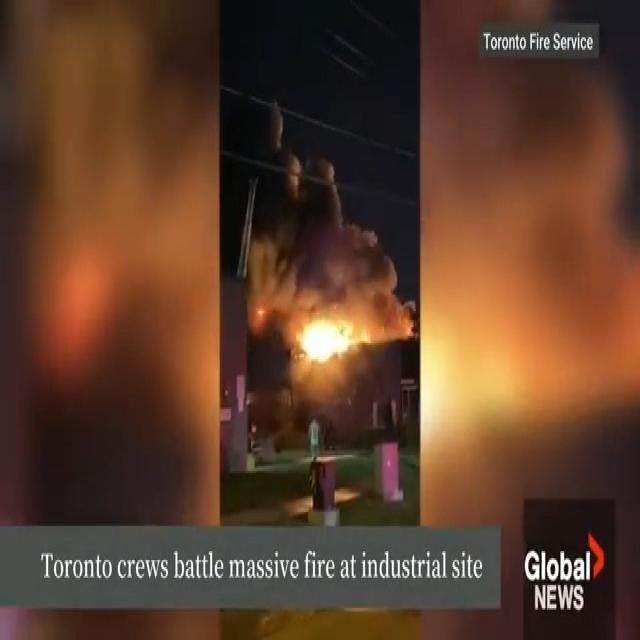 Toronto Fire Service
Toronto crews battle massive fire at industrial site
Global
NEWS